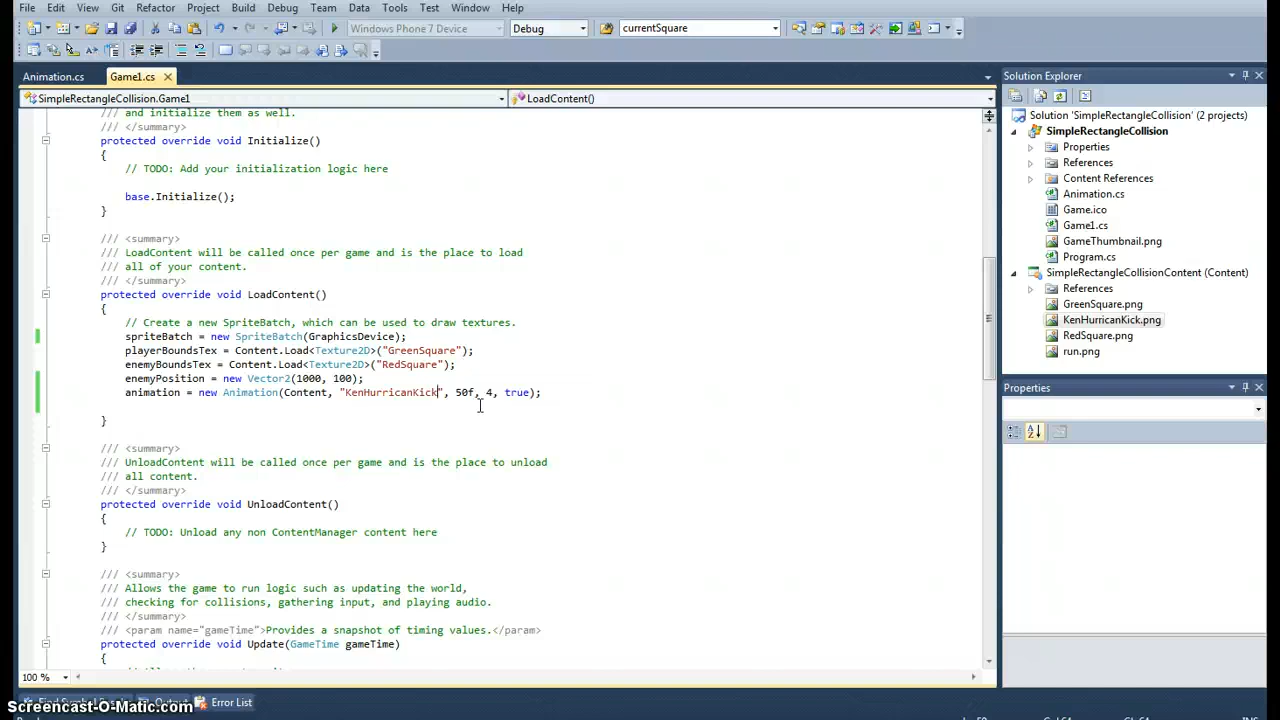 File Edit View Git Refactor Project Build Debug Team Data Tools Test Window Help
Windows Phone 7 Device Debug currentSquare
Animation.cs Game1.cs
SimpleRectangleCollision.Game1 LoadContent()
/// and initialize them as well.
/// </summary>
protected override void Initialize()
{
// TODO: Add your initialization logic here
base.Initialize();
}
/// <summary>
/// LoadContent will be called once per game and is the place to load
/// all of your content.
/// </summary>
protected override void LoadContent()
{
// Create a new SpriteBatch, which can be used to draw textures.
spriteBatch = new SpriteBatch(GraphicsDevice);
playerBoundsTex = Content.Load<Texture2D>("GreenSquare");
enemyBoundsTex = Content.Load<Texture2D>("RedSquare");
enemyPosition = new Vector2(1000, 100);
animation = new Animation(Content, "KenHurricanKick", 50f, 4, true);
}
/// <summary>
/// UnloadContent will be called once per game and is the place to unload
/// all content.
/// </summary>
protected override void UnloadContent()
{
// TODO: Unload any non ContentManager content here
}
/// <summary>
/// Allows the game to run logic such as updating the world,
/// checking for collisions, gathering input, and playing audio.
/// </summary>
/// <param name="gameTime">Provides a snapshot of timing values.</param>
protected override void Update(GameTime gameTime)
{
100 %
Error List
Screencast-O-Matic.com
Solution Explorer
Solution 'SimpleRectangleCollision' (2 projects)
SimpleRectangleCollision
Properties
References
Content References
Animation.cs
Game.ico
Game1.cs
GameThumbnail.png
Program.cs
SimpleRectangleCollisionContent (Content)
References
GreenSquare.png
KenHurricanKick.png
RedSquare.png
run.png
Properties